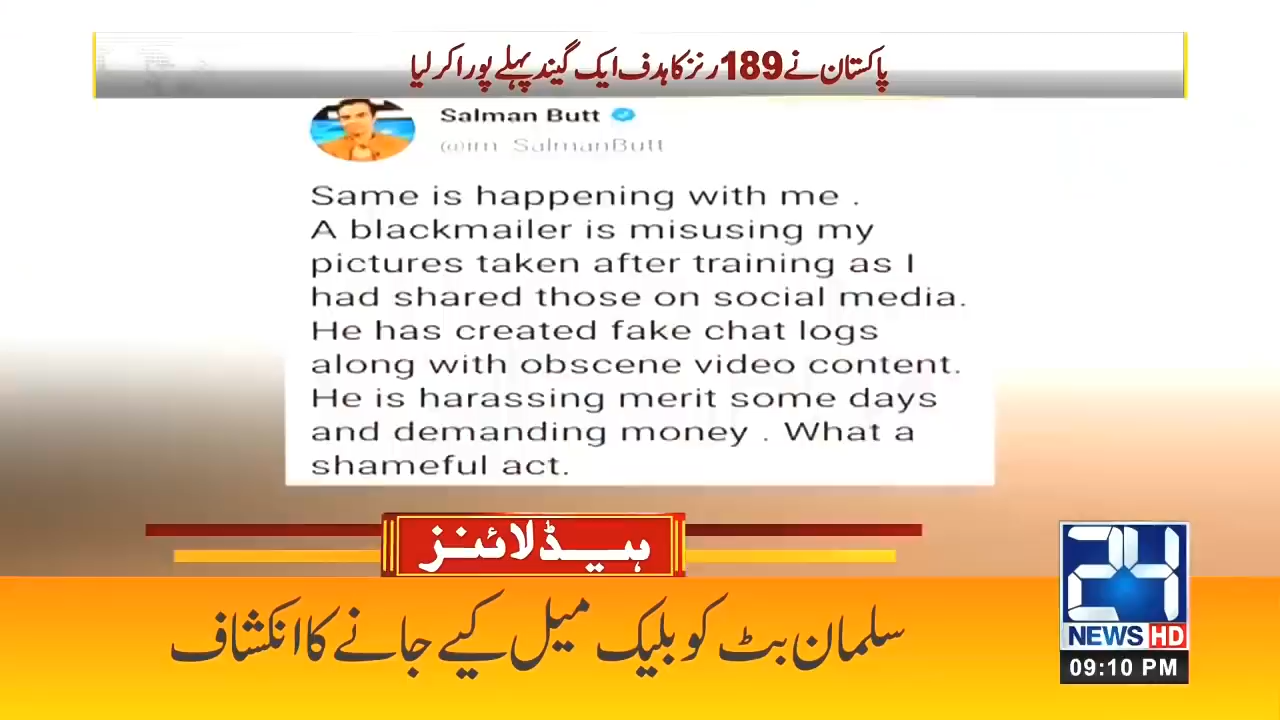 پاکستان نے 189 رنز کا ہدف ایک گیند پہلے پورا کر لیا
Salman Butt
@im_SalmanButt
Same is happening with me .
A blackmailer is misusing my
pictures taken after training as I
had shared those on social media.
He has created fake chat logs
along with obscene video content.
He is harassing merit some days
and demanding money . What a
shameful act.
ہیڈلائنز
سلمان بٹ کو بلیک میل کیے جانے کا انکشاف
24
NEWS HD
09:10 PM